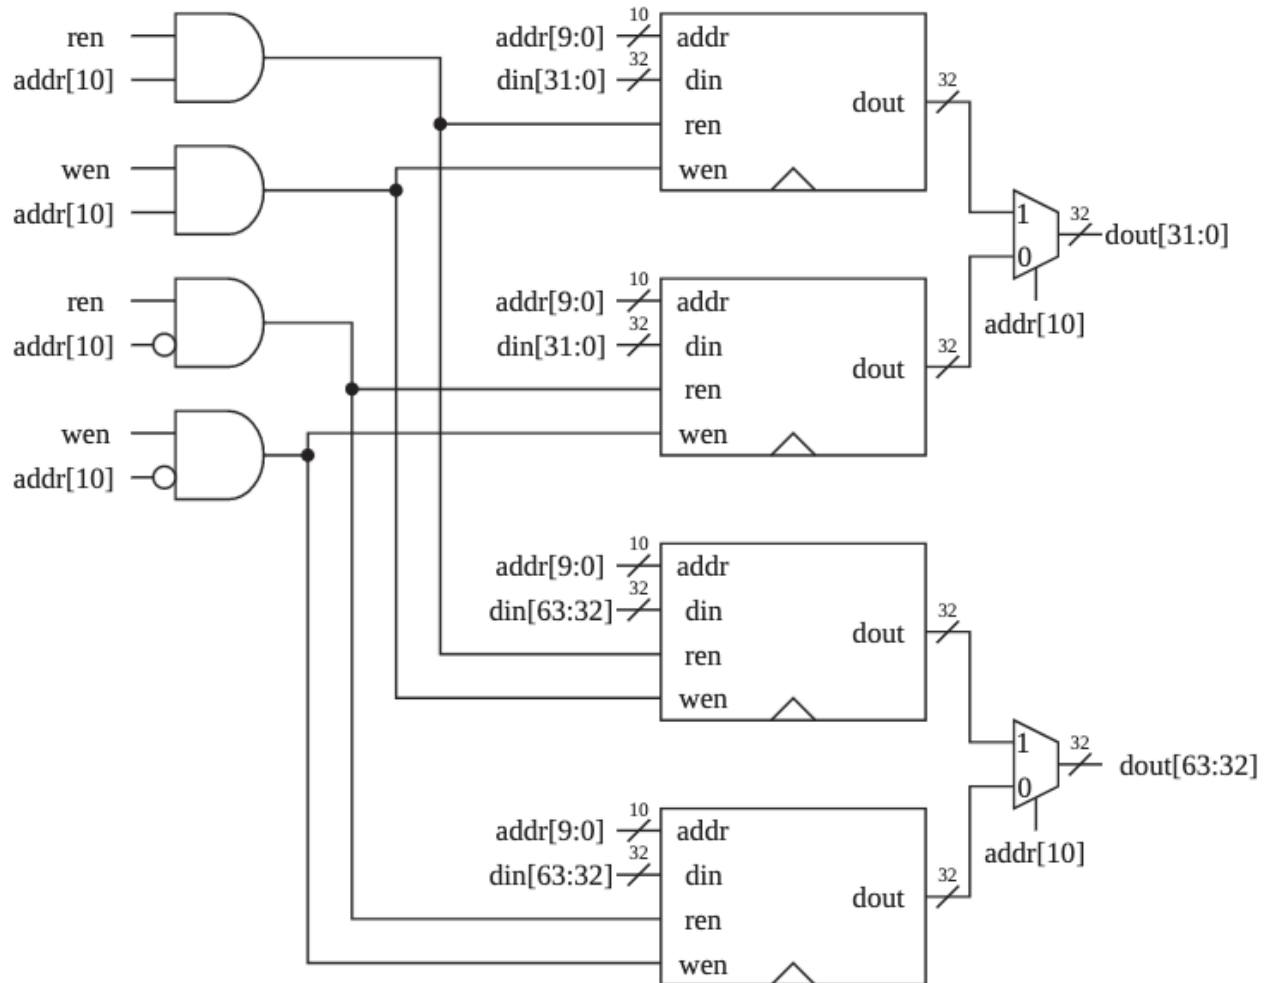 ren
addr[10]
wen
addr[10]
ren
addr[10]
wen
addr[10]
addr[9:0] 10 addr
din[31:0] 32 din
dout 32
ren
wen
addr[9:0] 10 addr
din[31:0] 32 din
dout 32
ren
wen
1
0
32 dout[31:0]
addr[10]
addr[9:0] 10 addr
din[63:32] 32 din
dout 32
ren
wen
addr[9:0] 10 addr
din[63:32] 32 din
dout 32
ren
wen
1
0
32 dout[63:32]
addr[10]